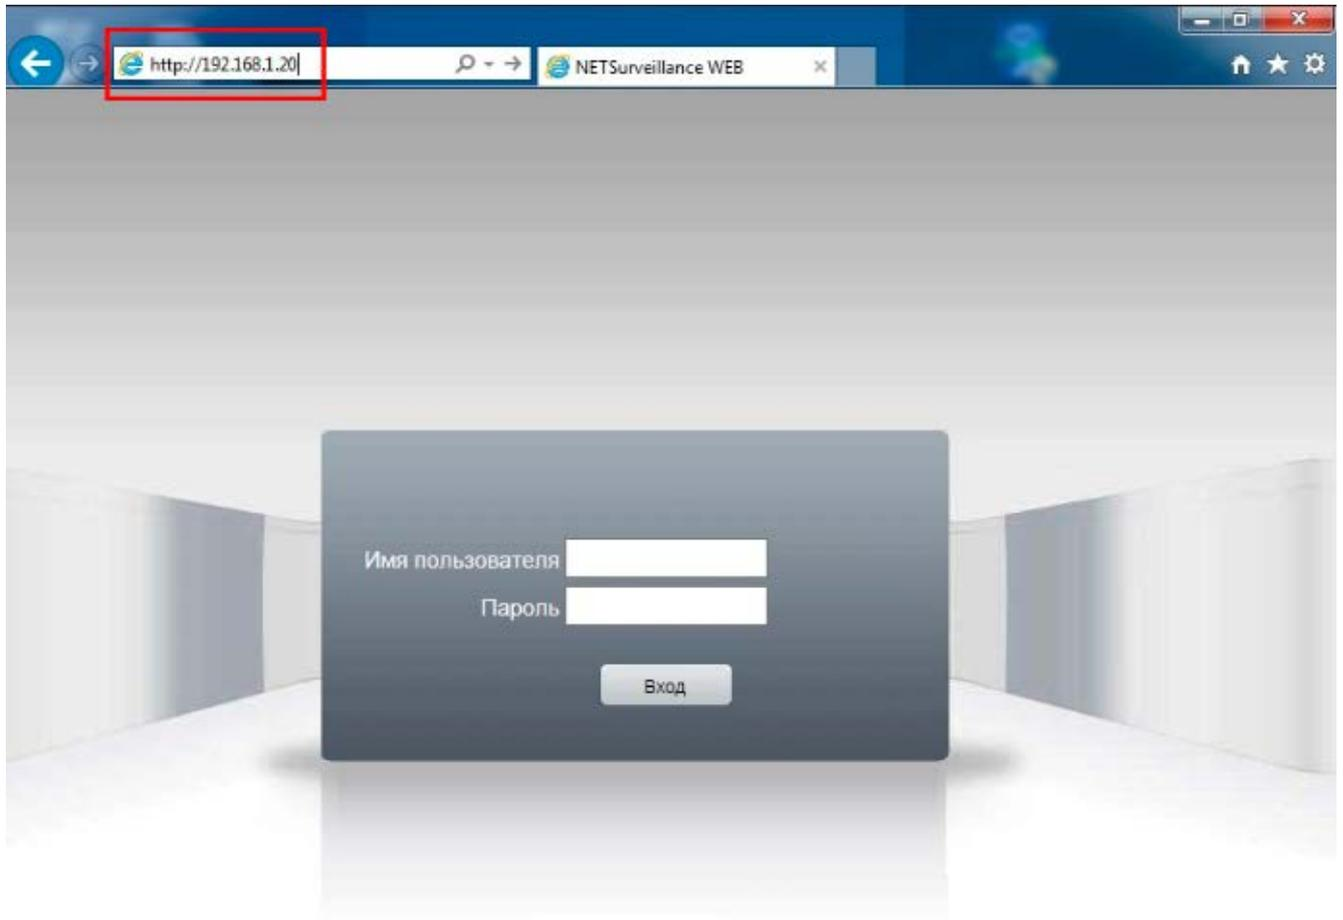 http://192.168.1.20
NETSurveillance WEB
Имя пользователя
Пароль
Вход